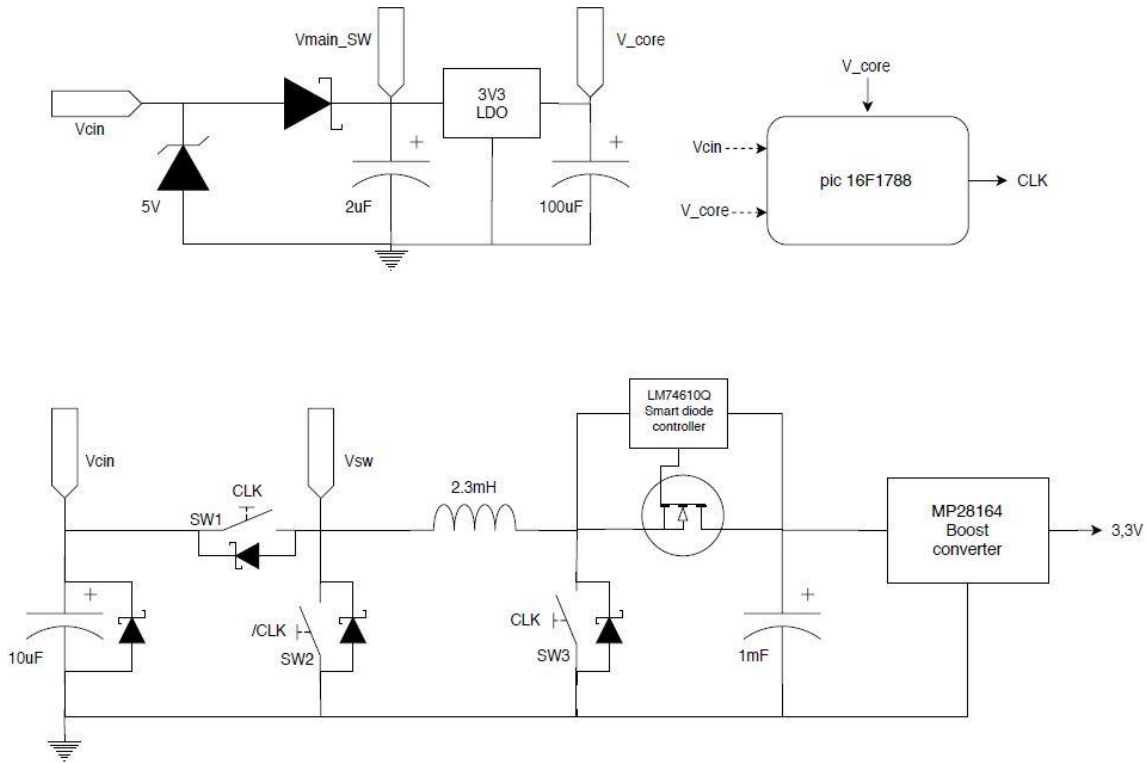 Vmain_SW
V_core
Vcin
3V3
LDO
+
+
5V
2uF
100uF
V_core
Vcin
V_core
pic 16F1788
CLK
LM74610Q
Smart diode
controller
Vcin
Vsw
CLK
SW1
2.3mH
MP28164
Boost
converter
3,3V
+
10uF
/CLK
SW2
CLK
SW3
+
1mF